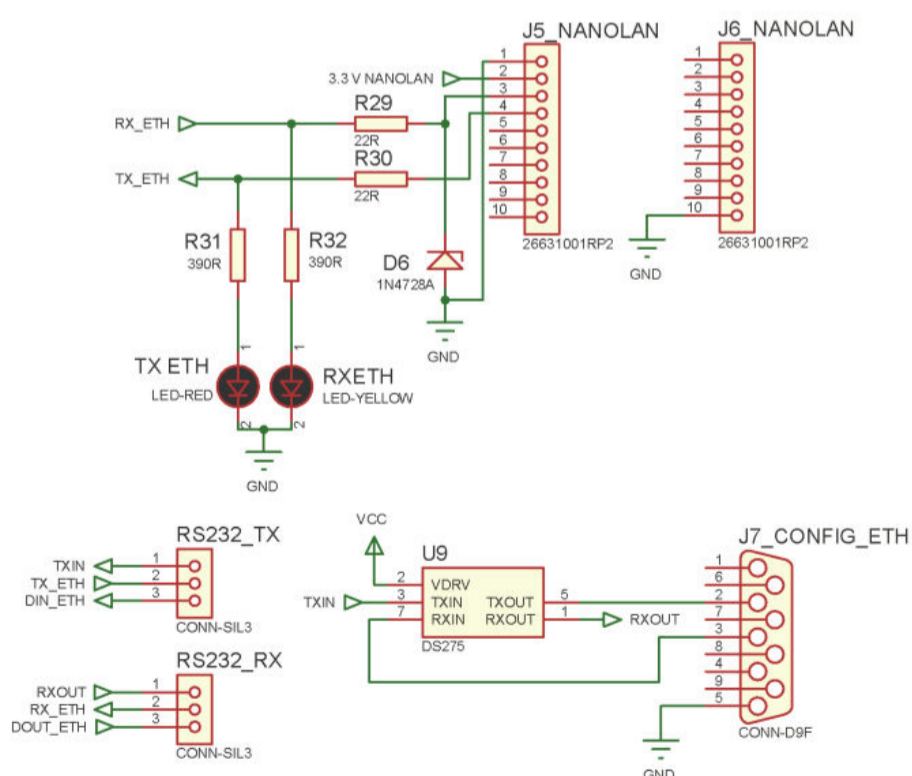 J5_NANOLAN
J6_NANOLAN
3.3 V NANOLAN
1
2
3
4
5
6
7
8
9
10
26631001RP2
1
2
3
4
5
6
7
8
9
10
26631001RP2
GND
RX_ETH
R29
22R
TX_ETH
R30
22R
R31
390R
R32
390R
D6
1N4728A
GND
TX ETH
LED-RED
1
2
RXETH
LED-YELLOW
1
2
GND
RS232_TX
TXIN
TX_ETH
DIN_ETH
1
2
3
CONN-SIL3
RS232_RX
RXOUT
RX_ETH
DOUT_ETH
1
2
3
CONN-SIL3
VCC
U9
TXIN
2
3
7
VDRV
TXIN
RXIN
TXOUT
RXOUT
5
1
RXOUT
DS275
J7_CONFIG_ETH
1
6
2
7
3
8
4
9
5
CONN-D9F
GND